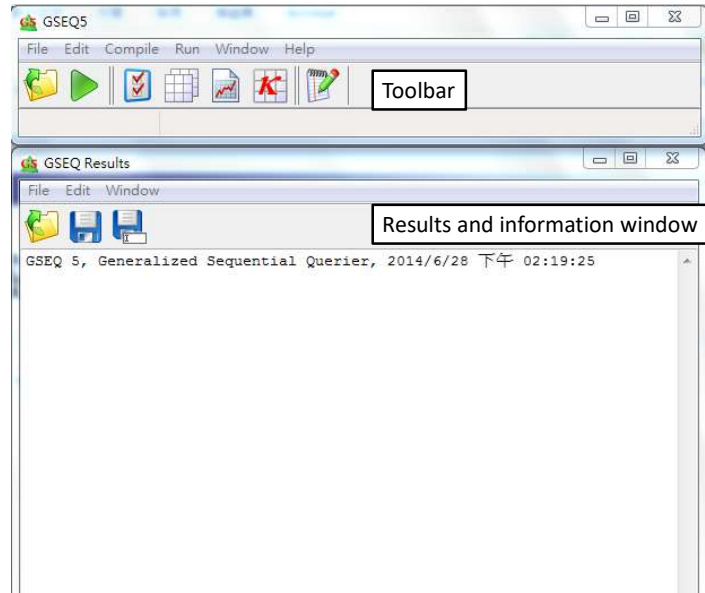 GSEQ5
File Edit Compile Run Window Help
Toolbar
GSEQ Results
File Edit Window
Results and information window
GSEQ 5, Generalized Sequential Querier, 2014/6/28 下午 02:19:25